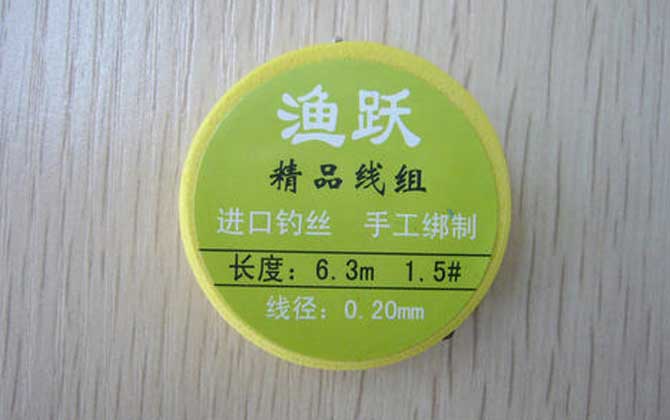 渔跃
精品线组
进口钓丝 手工绑制
长度：6.3m 1.5#
线径：0.20mm